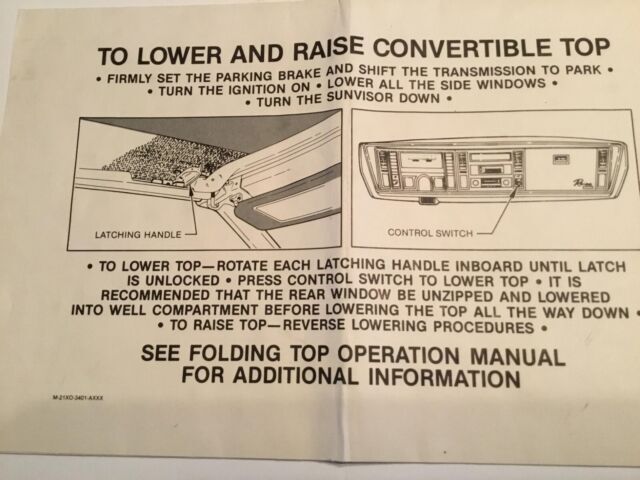 TO LOWER AND RAISE CONVERTIBLE TOP
• FIRMLY SET THE PARKING BRAKE AND SHIFT THE TRANSMISSION TO PARK •
• TURN THE IGNITION ON • LOWER ALL THE SIDE WINDOWS •
• TURN THE SUNVISOR DOWN •
LATCHING HANDLE
CONTROL SWITCH
• TO LOWER TOP—ROTATE EACH LATCHING HANDLE INBOARD UNTIL LATCH
IS UNLOCKED • PRESS CONTROL SWITCH TO LOWER TOP • IT IS
RECOMMENDED THAT THE REAR WINDOW BE UNZIPPED AND LOWERED
INTO WELL COMPARTMENT BEFORE LOWERING THE TOP ALL THE WAY DOWN •
• TO RAISE TOP—REVERSE LOWERING PROCEDURES •
SEE FOLDING TOP OPERATION MANUAL
FOR ADDITIONAL INFORMATION
M-21XO-3401-AXXX